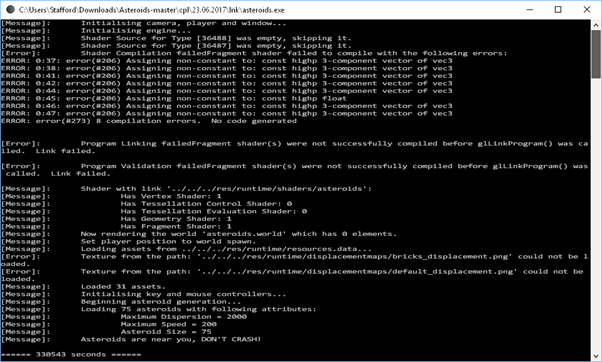 C:\Users\Stafford\Downloads\Asteroids-master\cpl\23.06.2017\lnk\asteroids.exe
[Message]: Initialising camera, player and window...
[Message]: Initialising engine...
[Message]: Shader Source for Type [36488] was empty, skipping it.
[Message]: Shader Source for Type [36487] was empty, skipping it.
[Error]: Shader Compilation failedFragment shader failed to compile with the following errors:
ERROR: 0:37: error(#206) Assigning non-constant to: const highp 3-component vector of vec3
ERROR: 0:38: error(#206) Assigning non-constant to: const highp 3-component vector of vec3
ERROR: 0:41: error(#206) Assigning non-constant to: const highp 3-component vector of vec3
ERROR: 0:42: error(#206) Assigning non-constant to: const highp 3-component vector of vec3
ERROR: 0:44: error(#206) Assigning non-constant to: const highp 3-component vector of vec3
ERROR: 0:45: error(#206) Assigning non-constant to: const highp float
ERROR: 0:46: error(#206) Assigning non-constant to: const highp 3-component vector of vec3
ERROR: 0:47: error(#206) Assigning non-constant to: const highp 3-component vector of vec3
ERROR: error(#273) 8 compilation errors.  No code generated
[Error]: Program Linking failedFragment shader(s) were not successfully compiled before glLinkProgram() was ca
lled.  Link failed.
[Error]: Program Validation failedFragment shader(s) were not successfully compiled before glLinkProgram() was
called.  Link failed.
[Message]: Shader with link '../../../res/runtime/shaders/asteroids':
[Message]: Has Vertex Shader: 1
[Message]: Has Tessellation Control Shader: 0
[Message]: Has Tessellation Evaluation Shader: 0
[Message]: Has Geometry Shader: 1
[Message]: Has Fragment Shader: 1
[Message]: Now rendering the world 'asteroids.world' which has 0 elements.
[Message]: Set player position to world spawn.
[Message]: Loading assets from ../../../res/runtime/resources.data...
[Error]: Texture from the path: '../../../res/runtime/displacementmaps/bricks_displacement.png' could not be l
oaded.
[Error]: Texture from the path: '../../../res/runtime/displacementmaps/default_displacement.png' could not be
loaded.
[Message]: Loaded 31 assets.
[Message]: Initialising key and mouse controllers...
[Message]: Beginning asteroid generation...
[Message]: Loading 75 asteroids with following attributes:
[Message]: Maximum Dispersion = 2000
[Message]: Maximum Speed = 200
[Message]: Asteroid Size = 75
[Message]: Asteroids are near you, DON'T CRASH!
====== 330543 seconds ======